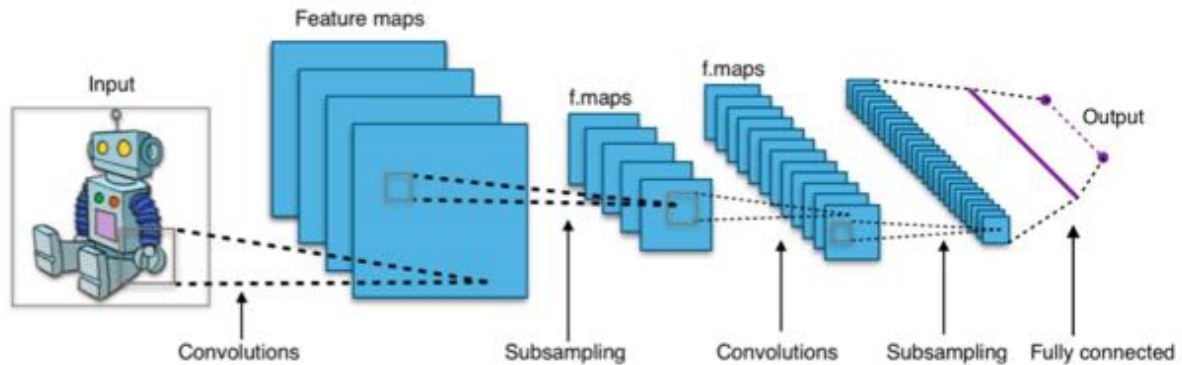 Feature maps
Input
f.maps
f.maps
Output
Convolutions
Subsampling
Convolutions
Subsampling
Fully connected